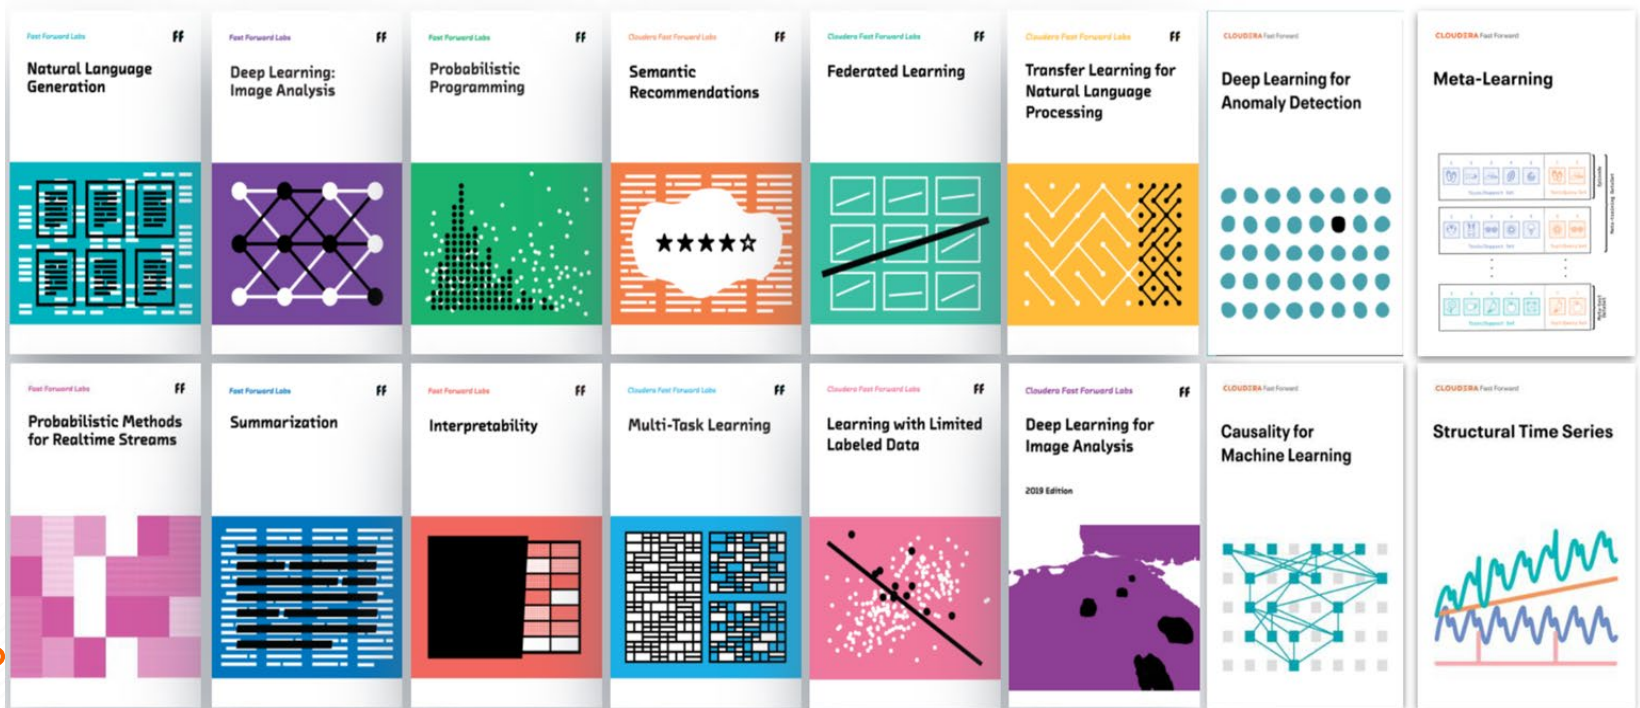 Fast Forward Labs
FF
Natural Language
Generation
Fast Forward Labs
FF
Deep Learning:
Image Analysis
Fast Forward Labs
FF
Probabilistic
Programming
Cloudera Fast Forward Labs
FF
Semantic
Recommendations
Cloudera Fast Forward Labs
FF
Federated Learning
Cloudera Fast Forward Labs
FF
Transfer Learning for
Natural Language
Processing
CLOUDERA Fast Forward
Deep Learning for
Anomaly Detection
CLOUDERA Fast Forward
Meta-Learning
Fast Forward Labs
FF
Probabilistic Methods
for Realtime Streams
Fast Forward Labs
FF
Summarization
Fast Forward Labs
FF
Interpretability
Cloudera Fast Forward Labs
FF
Multi-Task Learning
Cloudera Fast Forward Labs
FF
Learning with Limited
Labeled Data
Cloudera Fast Forward Labs
FF
Deep Learning for
Image Analysis
2019 Edition
CLOUDERA Fast Forward
Causality for
Machine Learning
CLOUDERA Fast Forward
Structural Time Series